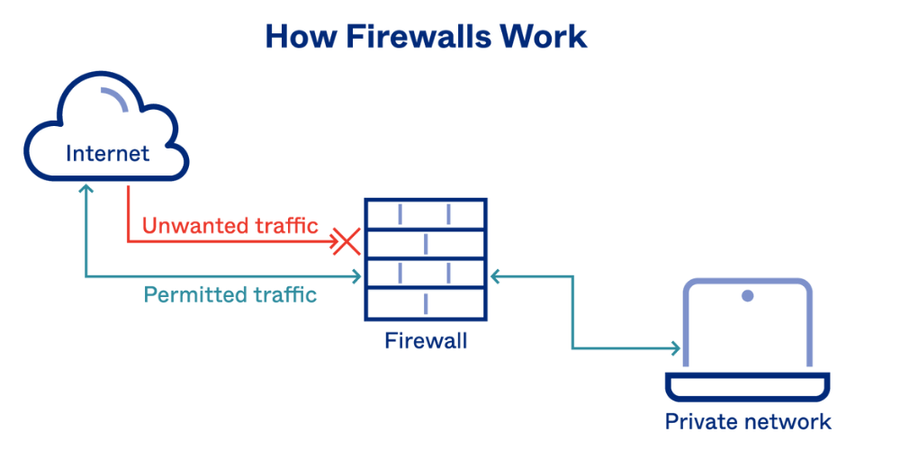 How Firewalls Work
Internet
Unwanted traffic
Permitted traffic
Firewall
Private network